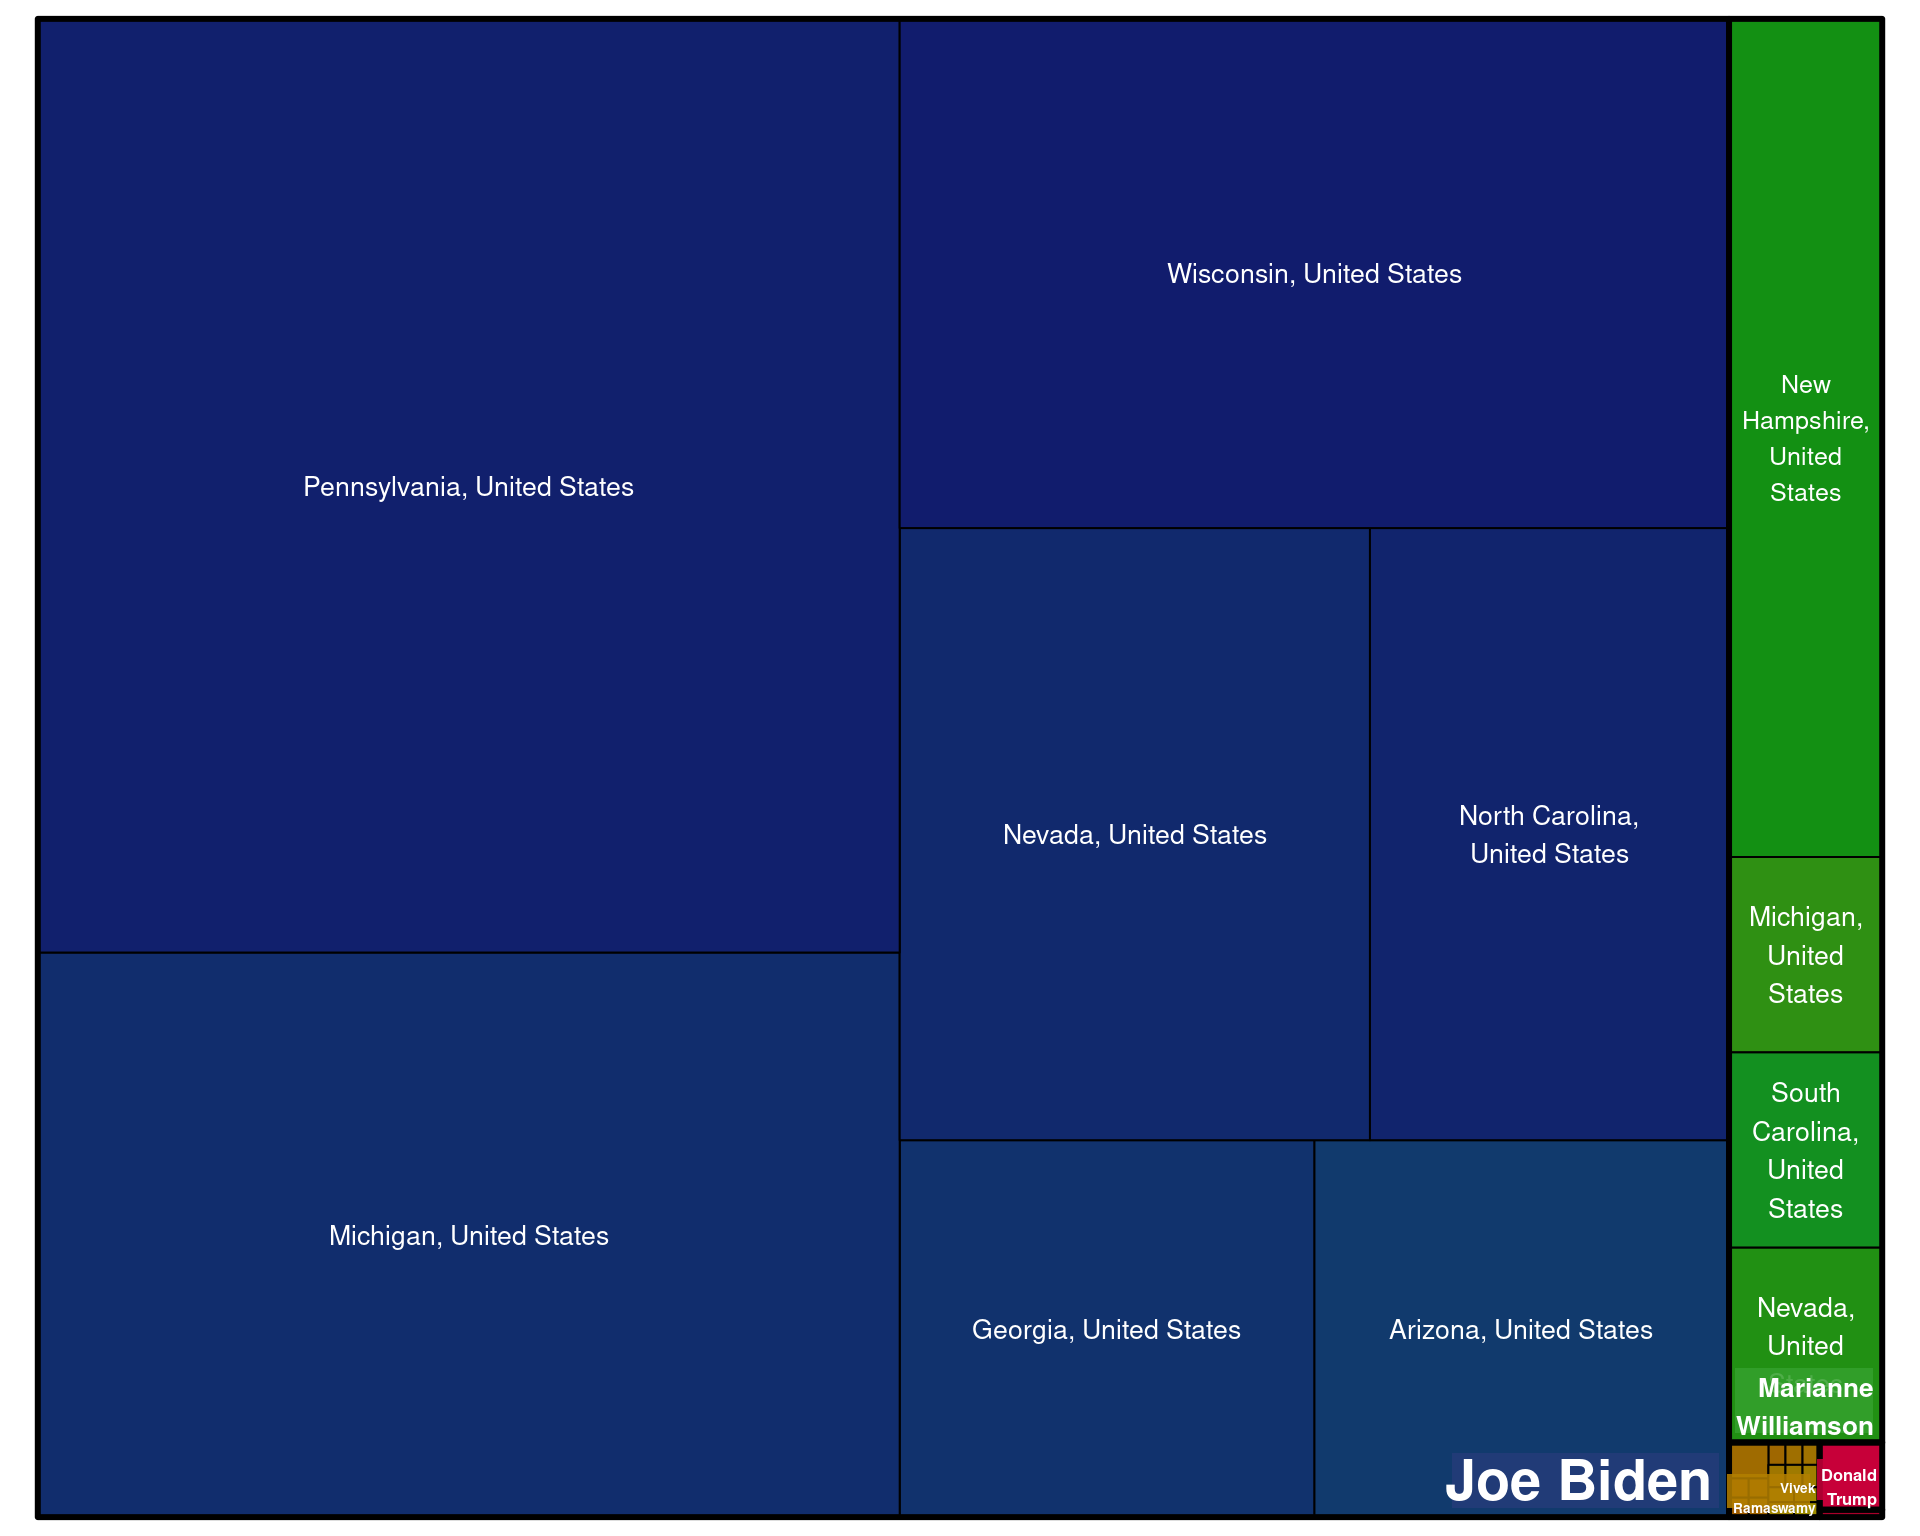 Pennsylvania, United States
Michigan, United States
Wisconsin, United States
Nevada, United States
North Carolina,
United States
Georgia, United States
Arizona, United States
Joe Biden
New
Hampshire,
United
States
Michigan,
United
States
South
Carolina,
United
States
Nevada,
United
States
Marianne
Williamson
Vivek
Ramaswamy
Donald
Trump